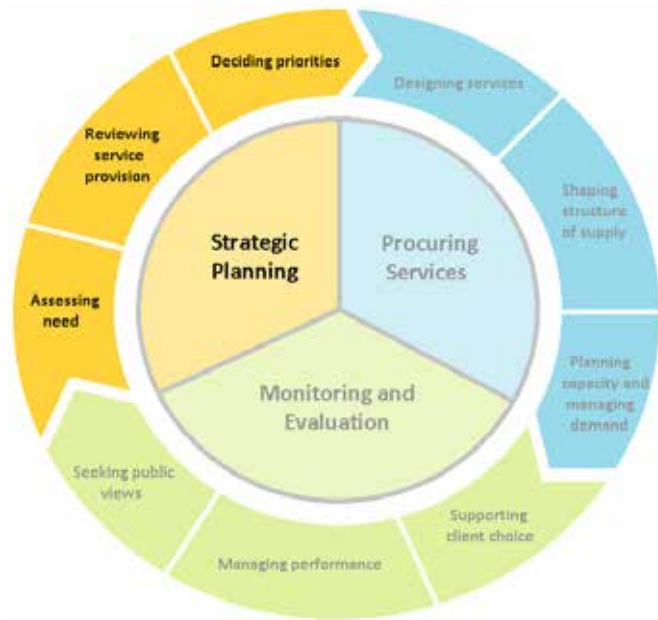 Deciding priorities
Designing services
Reviewing
service
provision
Shaping
structure
of supply
Strategic
Planning
Procuring
Services
Assessing
need
Planning
capacity and
managing
demand
Monitoring and
Evaluation
Seeking public
views
Supporting
client choice
Managing performance